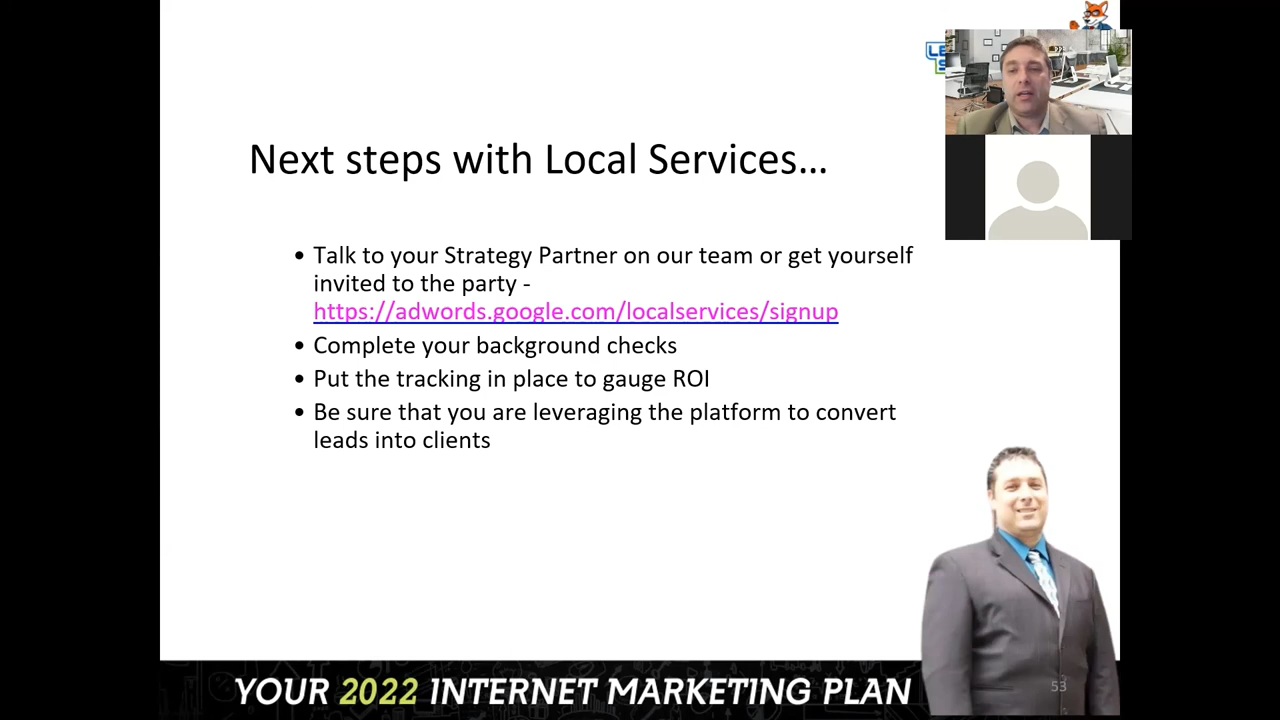 LE
S
Next steps with Local Services…
• Talk to your Strategy Partner on our team or get yourself
invited to the party -
https://adwords.google.com/localservices/signup
• Complete your background checks
• Put the tracking in place to gauge ROI
• Be sure that you are leveraging the platform to convert
leads into clients
YOUR 2022 INTERNET MARKETING PLAN
53